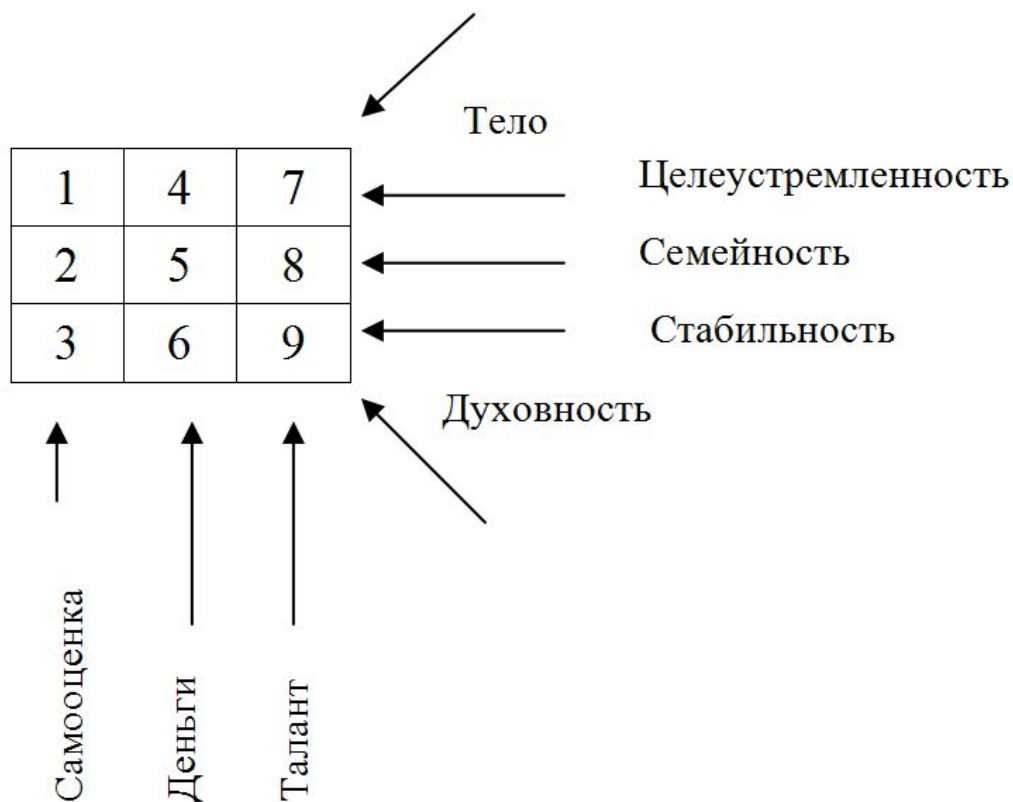 Тело
1 4 7 Целеустремленность
2 5 8 Семейность
3 6 9 Стабильность
Духовность
Самооценка
Деньги
Талант